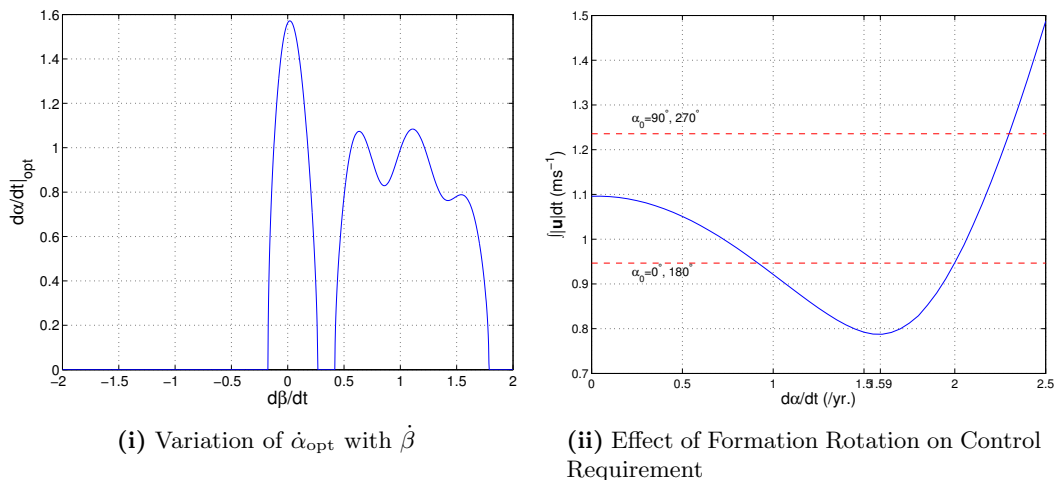 1.6
1.4
1.2
1
0.8
0.6
0.4
0.2
0
dα/dt|opt
−2 −1.5 −1 −0.5 0 0.5 1 1.5 2
dβ/dt
(i) Variation of α̇opt with β̇
1.5
1.4
1.3
1.2
1.1
1
0.9
0.8
0.7
∫|u|dt (ms−1)
α0=90°, 270°
α0=0°, 180°
0 0.5 1 1.5 1.59 2 2.5
dα/dt (/yr.)
(ii) Effect of Formation Rotation on Control
Requirement